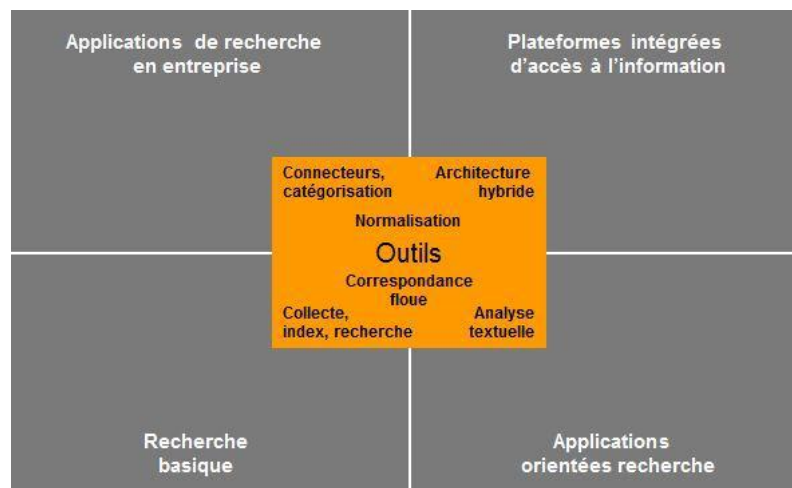 Applications de recherche
en entreprise
Plateformes intégrées
d'accès à l'information
Connecteurs,
catégorisation
Architecture
hybride
Normalisation
Outils
Correspondance
floue
Collecte,
index, recherche
Analyse
textuelle
Recherche
basique
Applications
orientées recherche